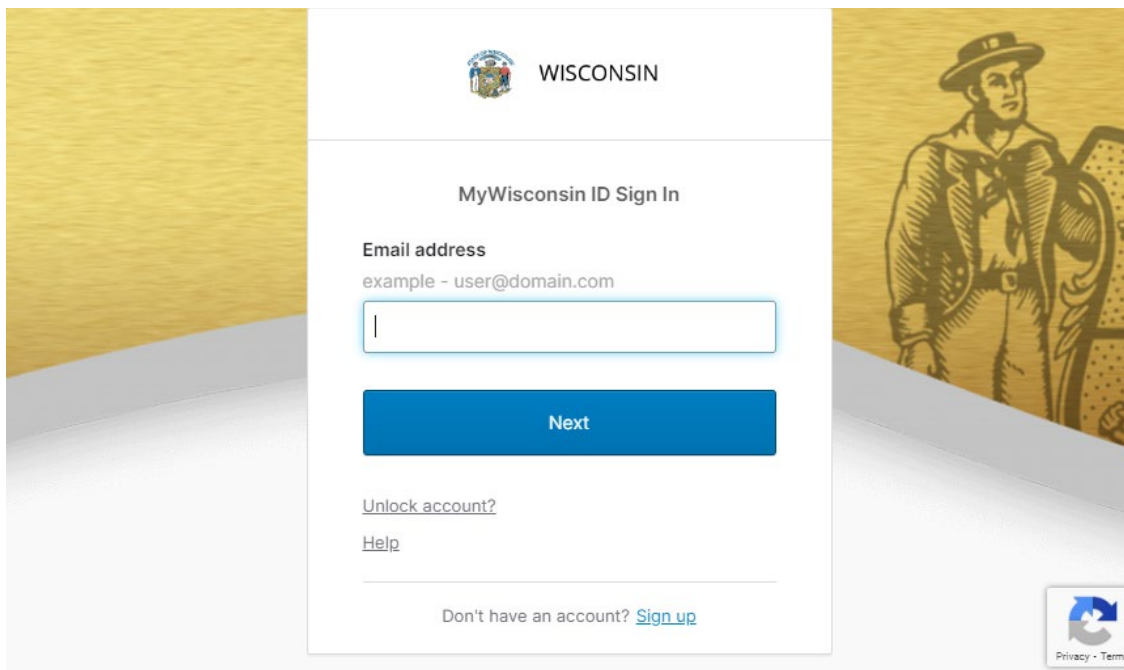 WISCONSIN
MyWisconsin ID Sign In
Email address
example - user@domain.com
Next
Unlock account?
Help
Don't have an account? Sign up
Privacy - Term